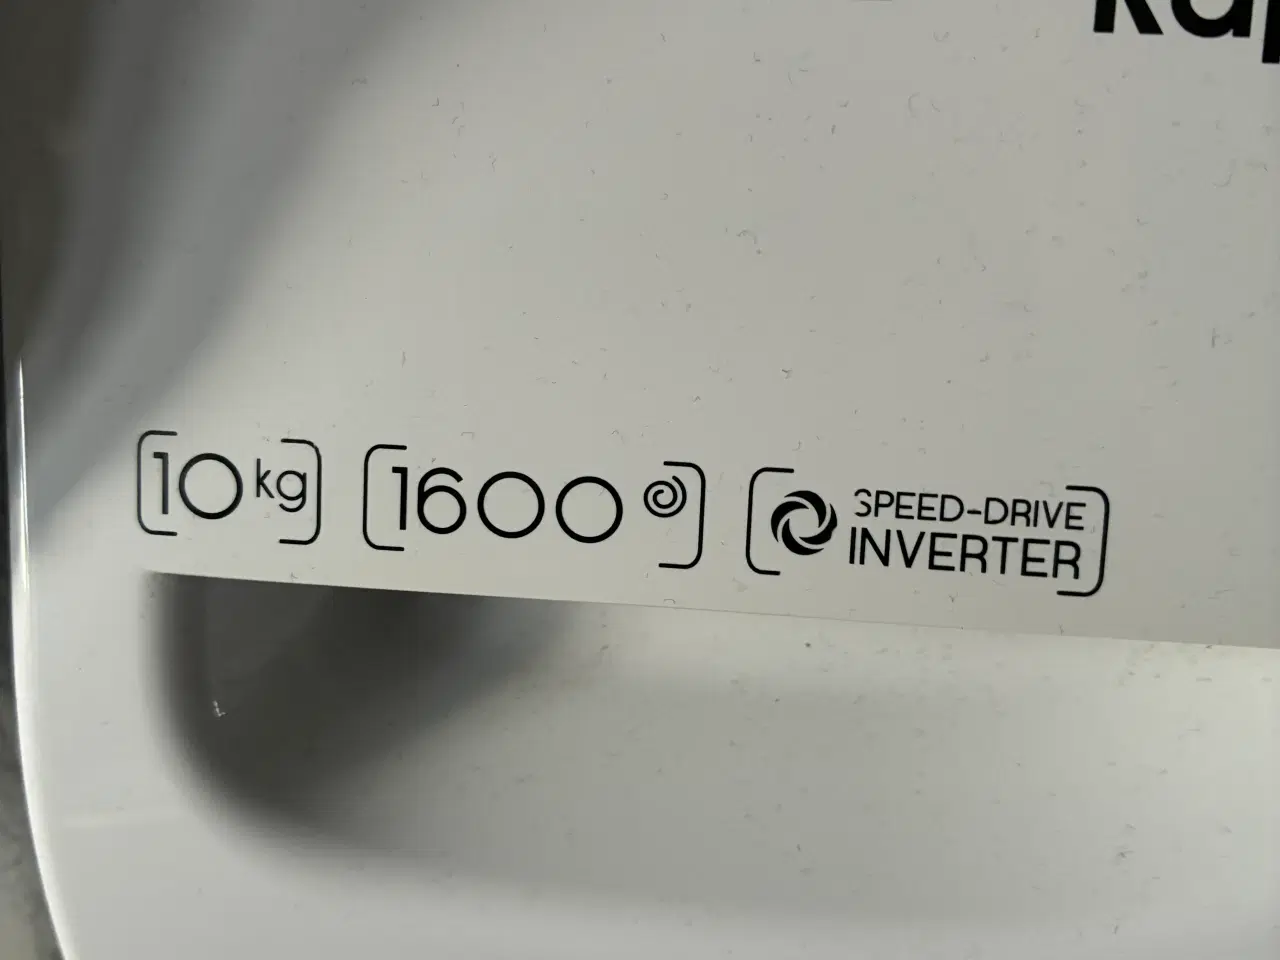 10 kg
1600
SPEED-DRIVE
INVERTER